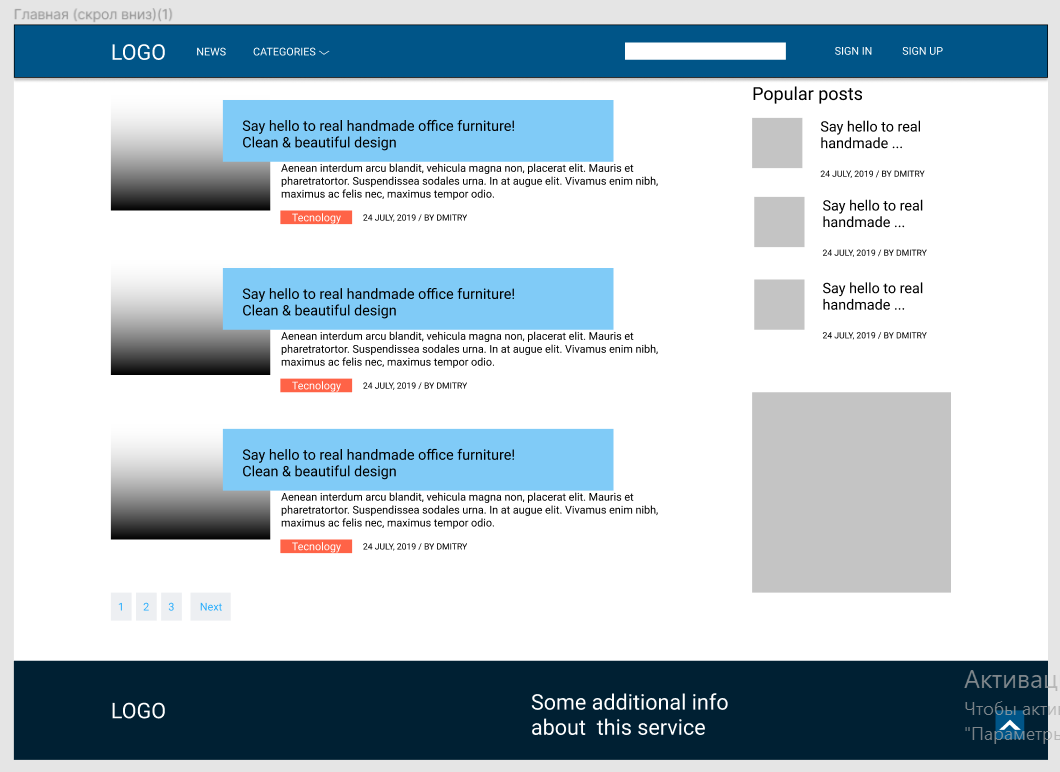 Главная (скрол вниз)(1)
LOGO
NEWS
CATEGORIES
SIGN IN
SIGN UP
Say hello to real handmade office furniture!
Clean & beautiful design
Aenean interdum arcu blandit, vehicula magna non, placerat elit. Mauris et
pharetratortor. Suspendissea sodales urna. In at augue elit. Vivamus enim nibh,
maximus ac felis nec, maximus tempor odio.
Tecnology
24 JULY, 2019 / BY DMITRY
Say hello to real handmade office furniture!
Clean & beautiful design
Aenean interdum arcu blandit, vehicula magna non, placerat elit. Mauris et
pharetratortor. Suspendissea sodales urna. In at augue elit. Vivamus enim nibh,
maximus ac felis nec, maximus tempor odio.
Tecnology
24 JULY, 2019 / BY DMITRY
Say hello to real handmade office furniture!
Clean & beautiful design
Aenean interdum arcu blandit, vehicula magna non, placerat elit. Mauris et
pharetratortor. Suspendissea sodales urna. In at augue elit. Vivamus enim nibh,
maximus ac felis nec, maximus tempor odio.
Tecnology
24 JULY, 2019 / BY DMITRY
1
2
3
Next
Popular posts
Say hello to real
handmade ...
24 JULY, 2019 / BY DMITRY
Say hello to real
handmade ...
24 JULY, 2019 / BY DMITRY
Say hello to real
handmade ...
24 JULY, 2019 / BY DMITRY
LOGO
Some additional info
about  this service
Активац
Чтобы акти
"Параметры